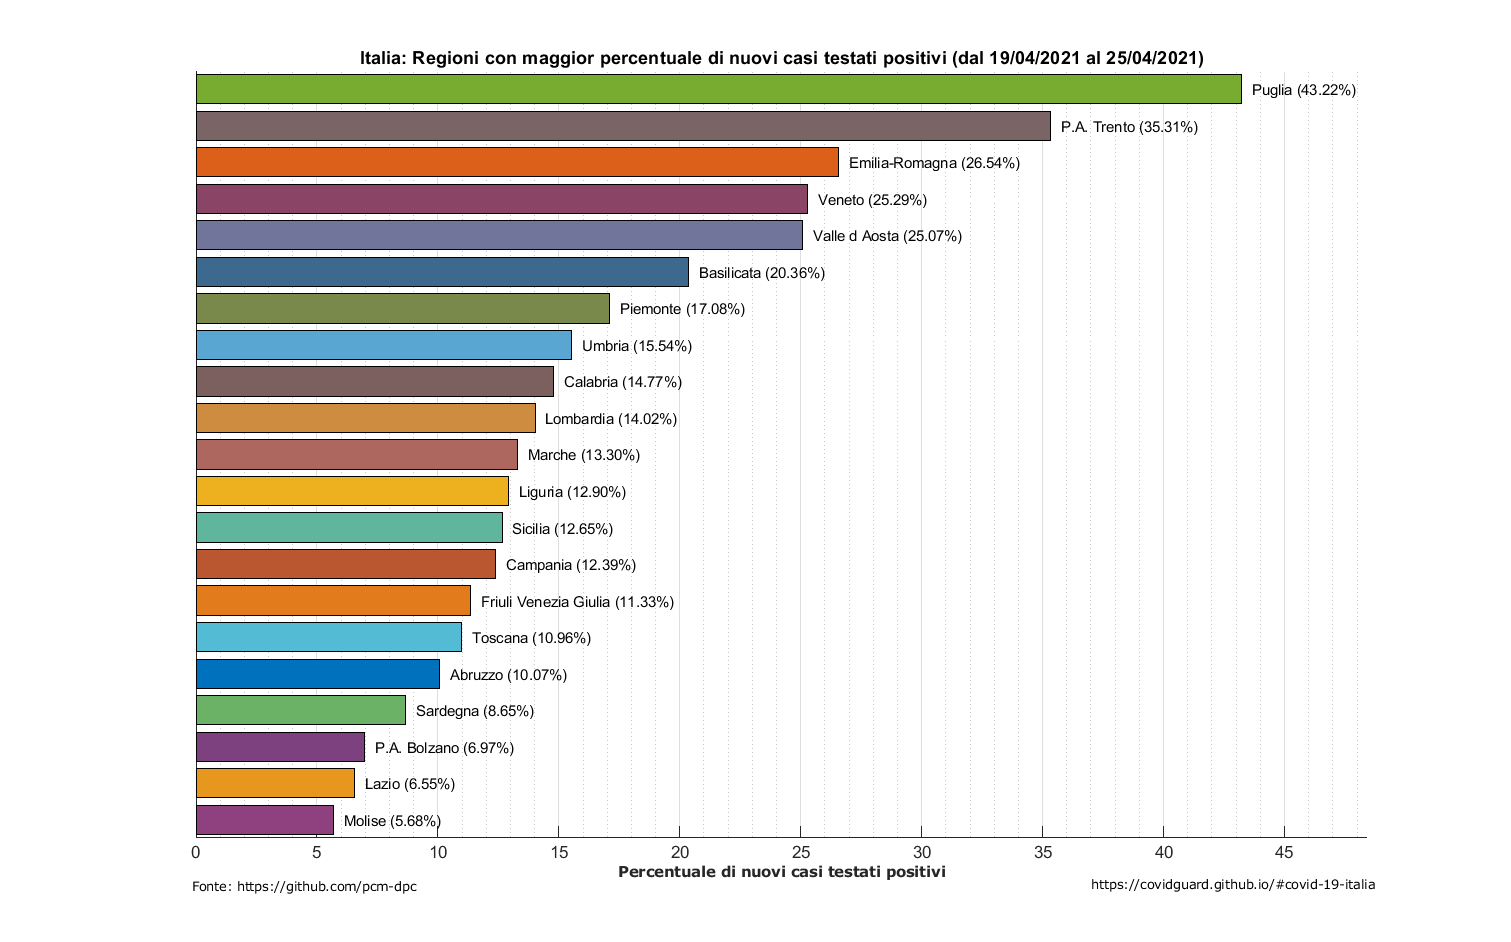 Italia: Regioni con maggior percentuale di nuovi casi testati positivi (dal 19/04/2021 al 25/04/2021)
Puglia (43.22%)
P.A. Trento (35.31%)
Emilia-Romagna (26.54%)
Veneto (25.29%)
Valle d Aosta (25.07%)
Basilicata (20.36%)
Piemonte (17.08%)
Umbria (15.54%)
Calabria (14.77%)
Lombardia (14.02%)
Marche (13.30%)
Liguria (12.90%)
Sicilia (12.65%)
Campania (12.39%)
Friuli Venezia Giulia (11.33%)
Toscana (10.96%)
Abruzzo (10.07%)
Sardegna (8.65%)
P.A. Bolzano (6.97%)
Lazio (6.55%)
Molise (5.68%)
0 5 10 15 20 25 30 35 40 45
Percentuale di nuovi casi testati positivi
Fonte: https://github.com/pcm-dpc
https://covidguard.github.io/#covid-19-italia